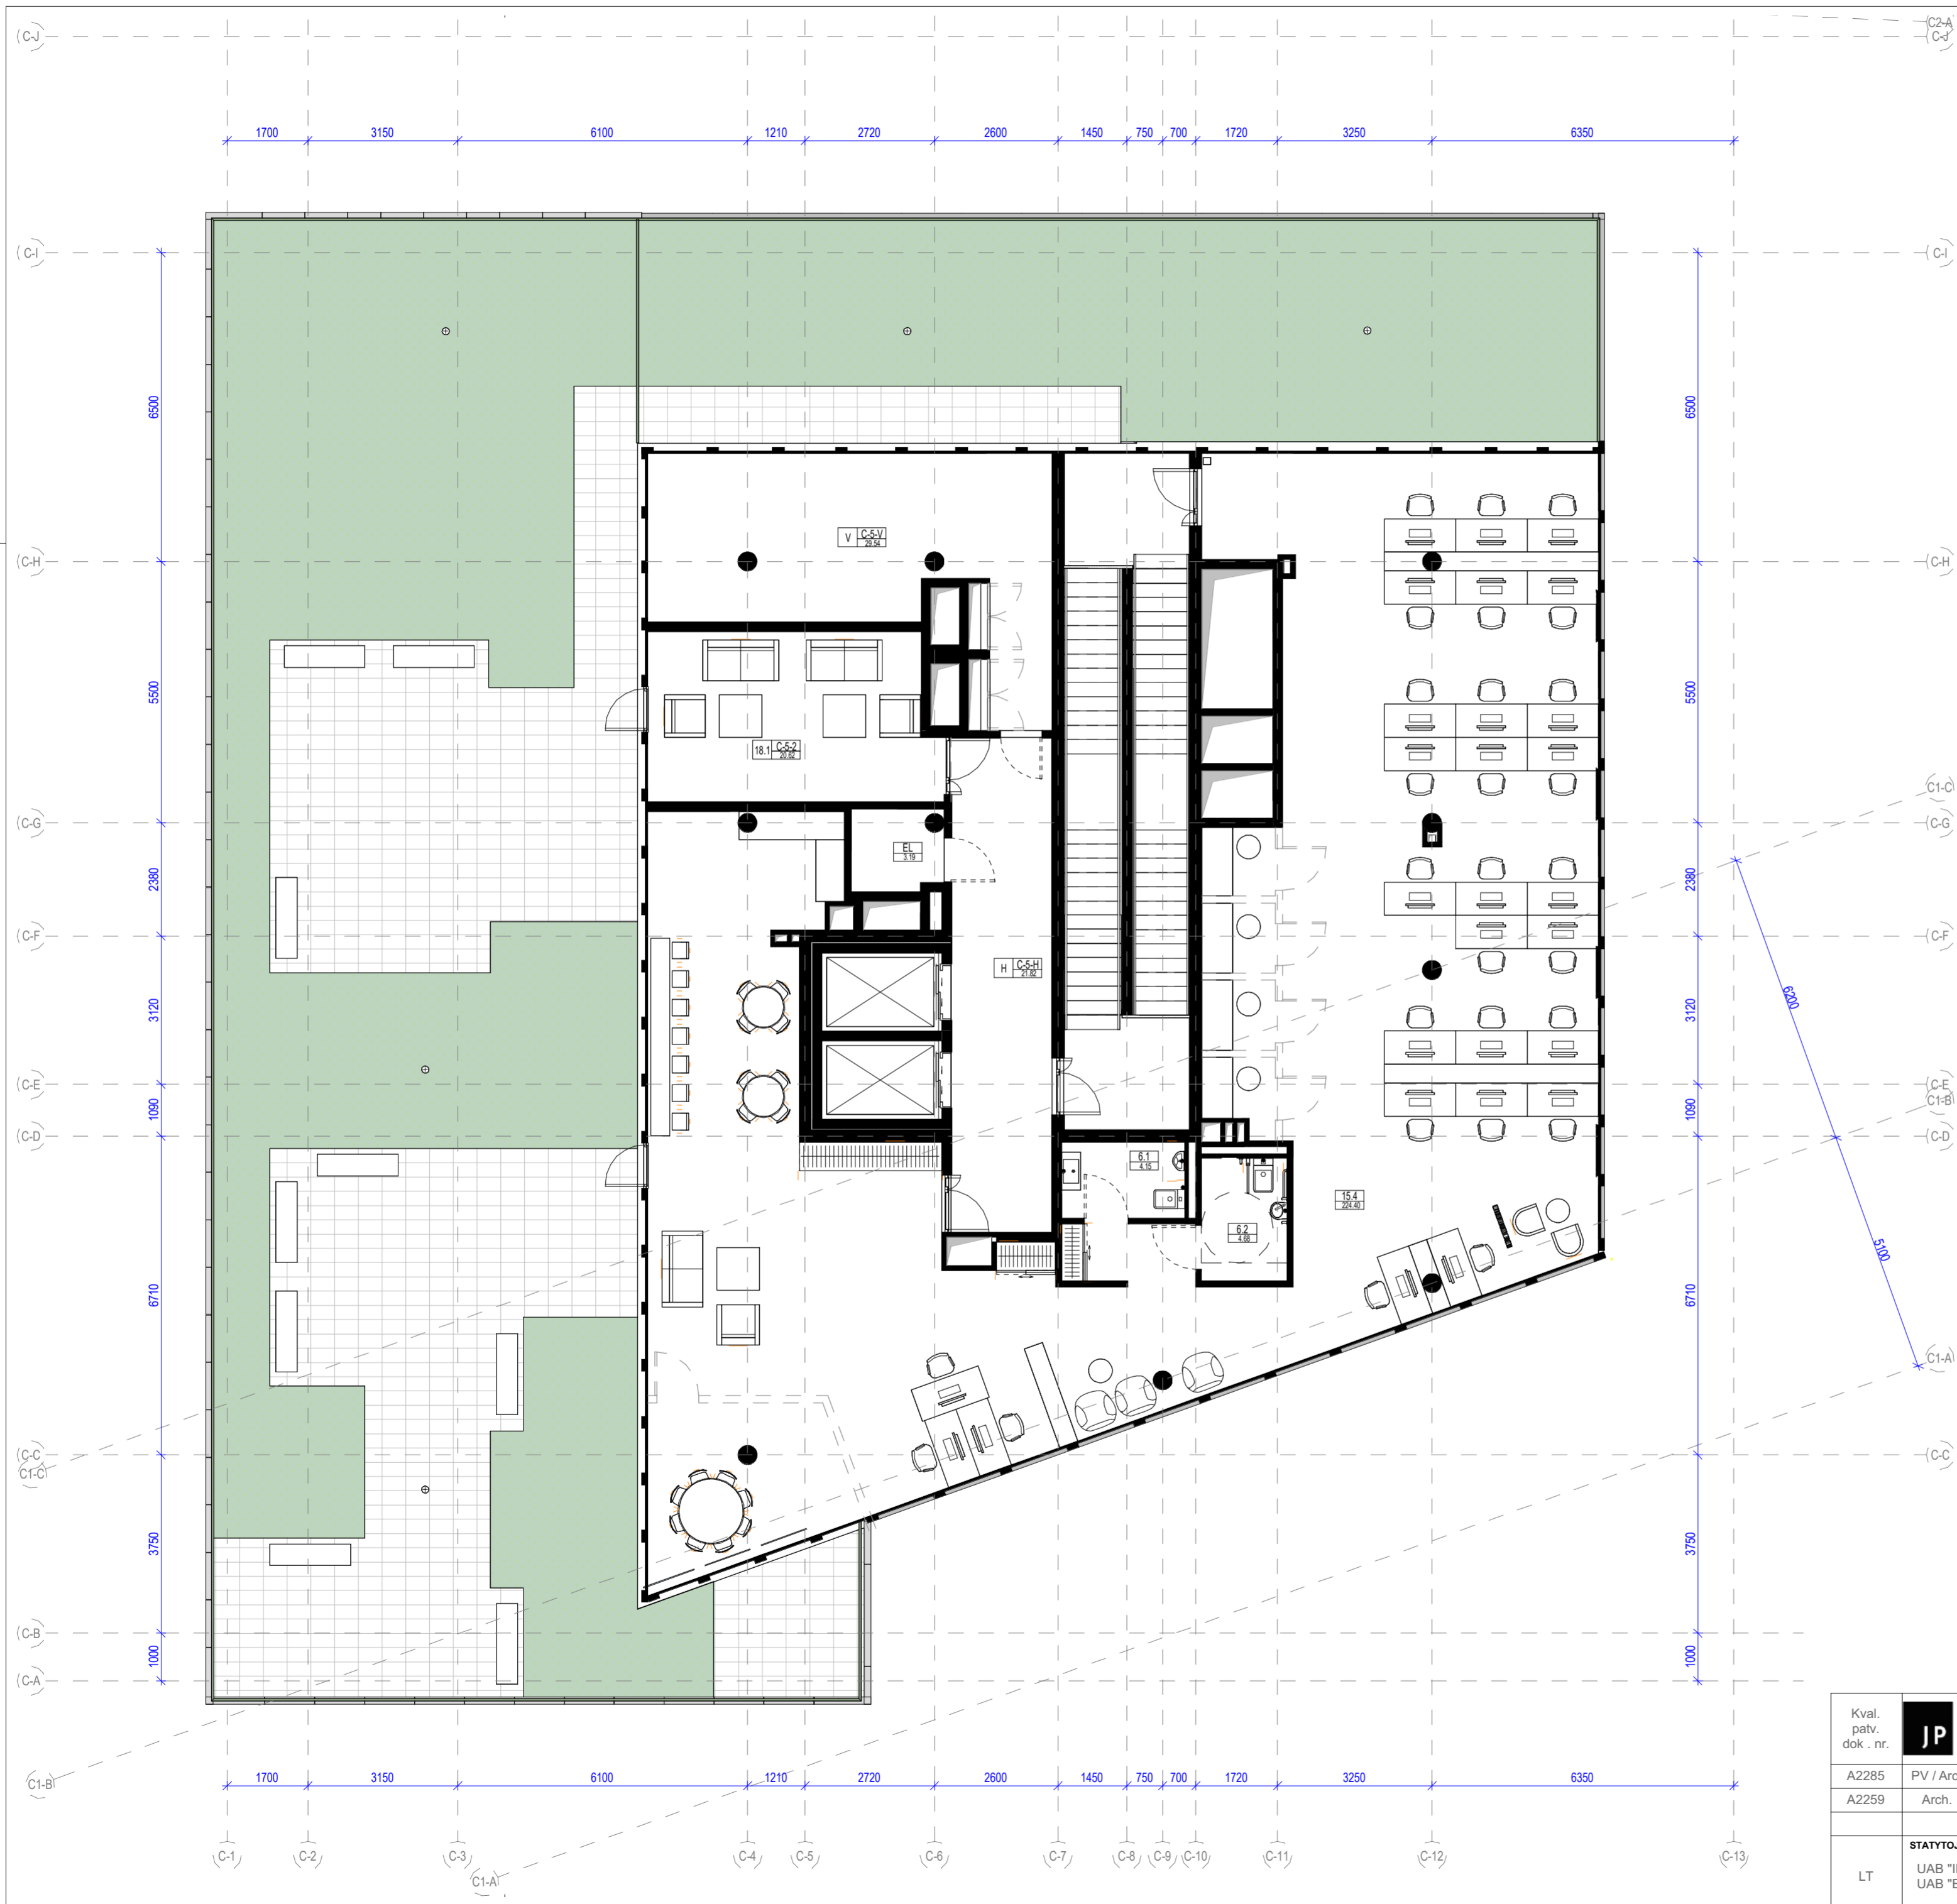 C-J
C2-A
C-J
1700 3150 6100 1210 2720 2600 1450 750 700 1720 3250 6350
C-I
C-I
6500
6500
V C-5-V
29.54
C-H
C-H
5500
5500
18.1 C-5-2
20.62
C1-C
C-G
C-G
EL
3.19
2380
2380
C-F
C-F
H C-5-H
21.82
6200
3120
3120
C-E
C-E
C1-B
1090
1090
C-D
C-D
6.1
4.15
15.4
224.40
6.2
4.68
5100
6710
6710
C1-A
C-C
C-C
C1-C
3750
3750
C-B
1000
1000
C-A
Kval.
patv.
dok . nr.
JP
C1-B
1700 3150 6100 1210 2720 2600 1450 750 700 1720 3250 6350
A2285 PV / Arc
A2259 Arch.
C-1 C-2 C-3 C-4 C-5 C-6 C-7 C-8 C-9 C-10 C-11 C-12 C-13
C1-A
STATYTOJ
LT
UAB "I
UAB "E